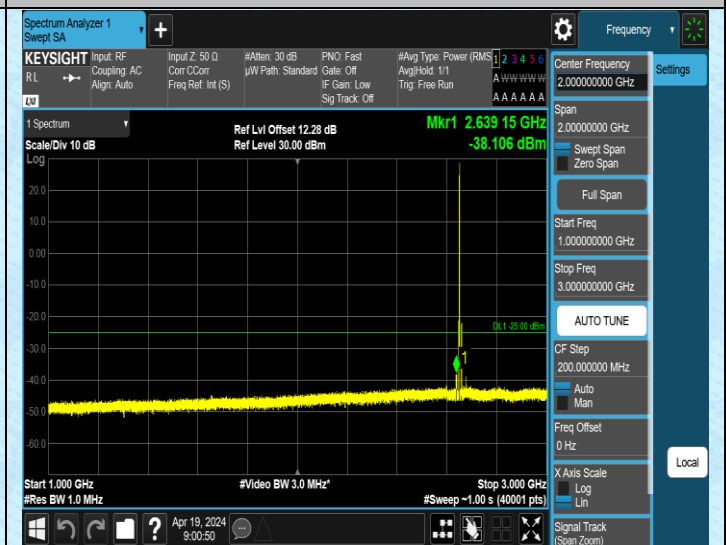 Spectrum Analyzer 1
Swept SA
Frequency
KEYSIGHT
RL
LXI
Input: RF
Coupling: AC
Align: Auto
Input Z: 50 Ω
Corr CCorr
Freq Ref: Int (S)
#Atten: 30 dB
µW Path: Standard
PNO: Fast
Gate: Off
IF Gain: Low
Sig Track: Off
#Avg Type: Power (RMS
Avg|Hold: 1/1
Trig: Free Run
1 2 3 4 5 6
A W W W W W
A A A A A A
Center Frequency
2.000000000 GHz
Settings
Span
2.00000000 GHz
Swept Span
Zero Span
Full Span
Start Freq
1.000000000 GHz
Stop Freq
3.000000000 GHz
AUTO TUNE
CF Step
200.000000 MHz
Auto
Man
Freq Offset
0 Hz
X Axis Scale
Log
Lin
Signal Track
(Span Zoom)
Local
1 Spectrum
Scale/Div 10 dB
Log
Ref Lvl Offset 12.28 dB
Ref Level 30.00 dBm
Mkr1 2.639 15 GHz
-38.106 dBm
20.0
10.0
0.00
-10.0
-20.0
DL1 -25.00 dBm
-30.0
1
-40.0
-50.0
-60.0
Start 1.000 GHz
#Res BW 1.0 MHz
#Video BW 3.0 MHz*
Stop 3.000 GHz
#Sweep ~1.00 s (40001 pts)
?
Apr 19, 2024
9:00:50